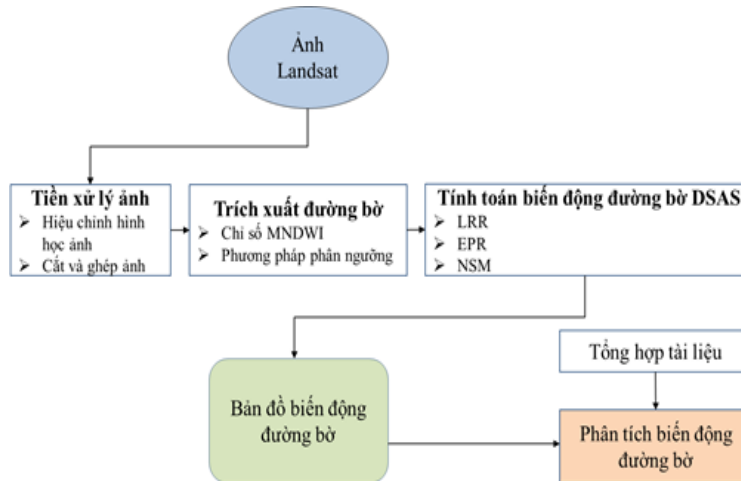 Ảnh
Landsat
Tiền xử lý ảnh
➢ Hiệu chỉnh hình
học ảnh
➢ Cắt và ghép ảnh
Trích xuất đường bờ
➢ Chỉ số MNDWI
➢ Phương pháp phân ngưỡng
Tính toán biến động đường bờ DSAS
➢ LRR
➢ EPR
➢ NSM
Tổng hợp tài liệu
Bản đồ biến động
đường bờ
Phân tích biến động
đường bờ